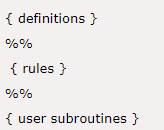 { definitions }
%%
{ rules }
%%
{ user subroutines }